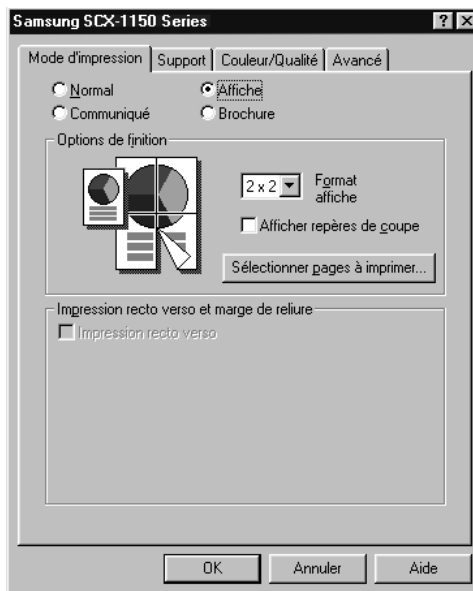 Samsung SCX-1150 Series
Mode d'impression Support Couleur/Qualité Avancé
Normal Affiche
Communiqué Brochure
Options de finition
2 x 2 Format
affiche
Afficher repères de coupe
Sélectionner pages à imprimer...
Impression recto verso et marge de reliure
Impression recto verso
OK Annuler Aide